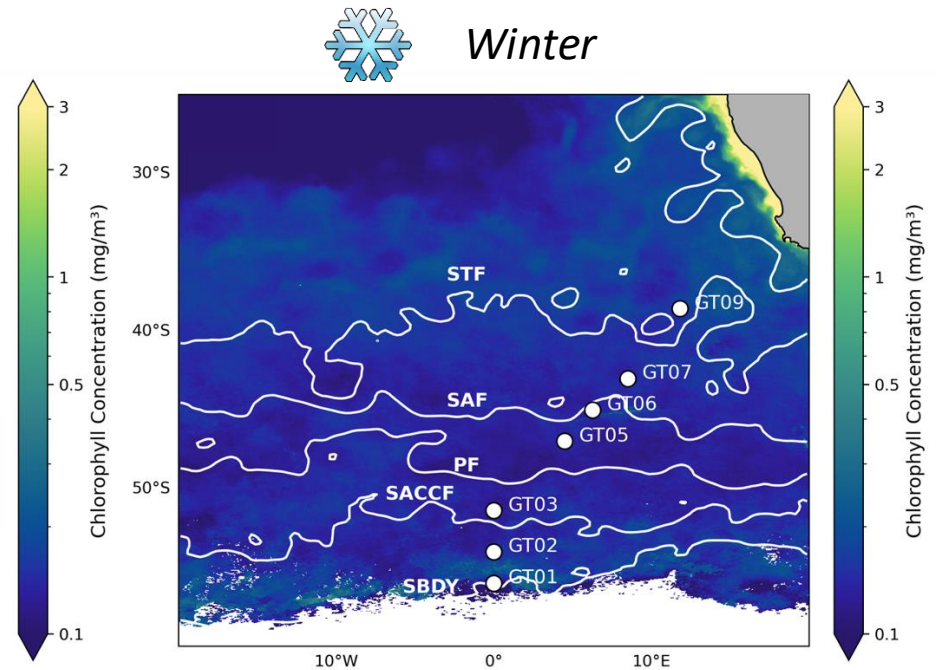 Winter
3
2
1
0.5
0.1
Chlorophyll Concentration (mg/m³)
30°S
40°S
50°S
10°W
0°
10°E
STF
GT09
GT07
SAF
GT06
GT05
PF
SACCF
GT03
GT02
SBDY
GT01
3
2
1
0.5
0.1
Chlorophyll Concentration (mg/m³)